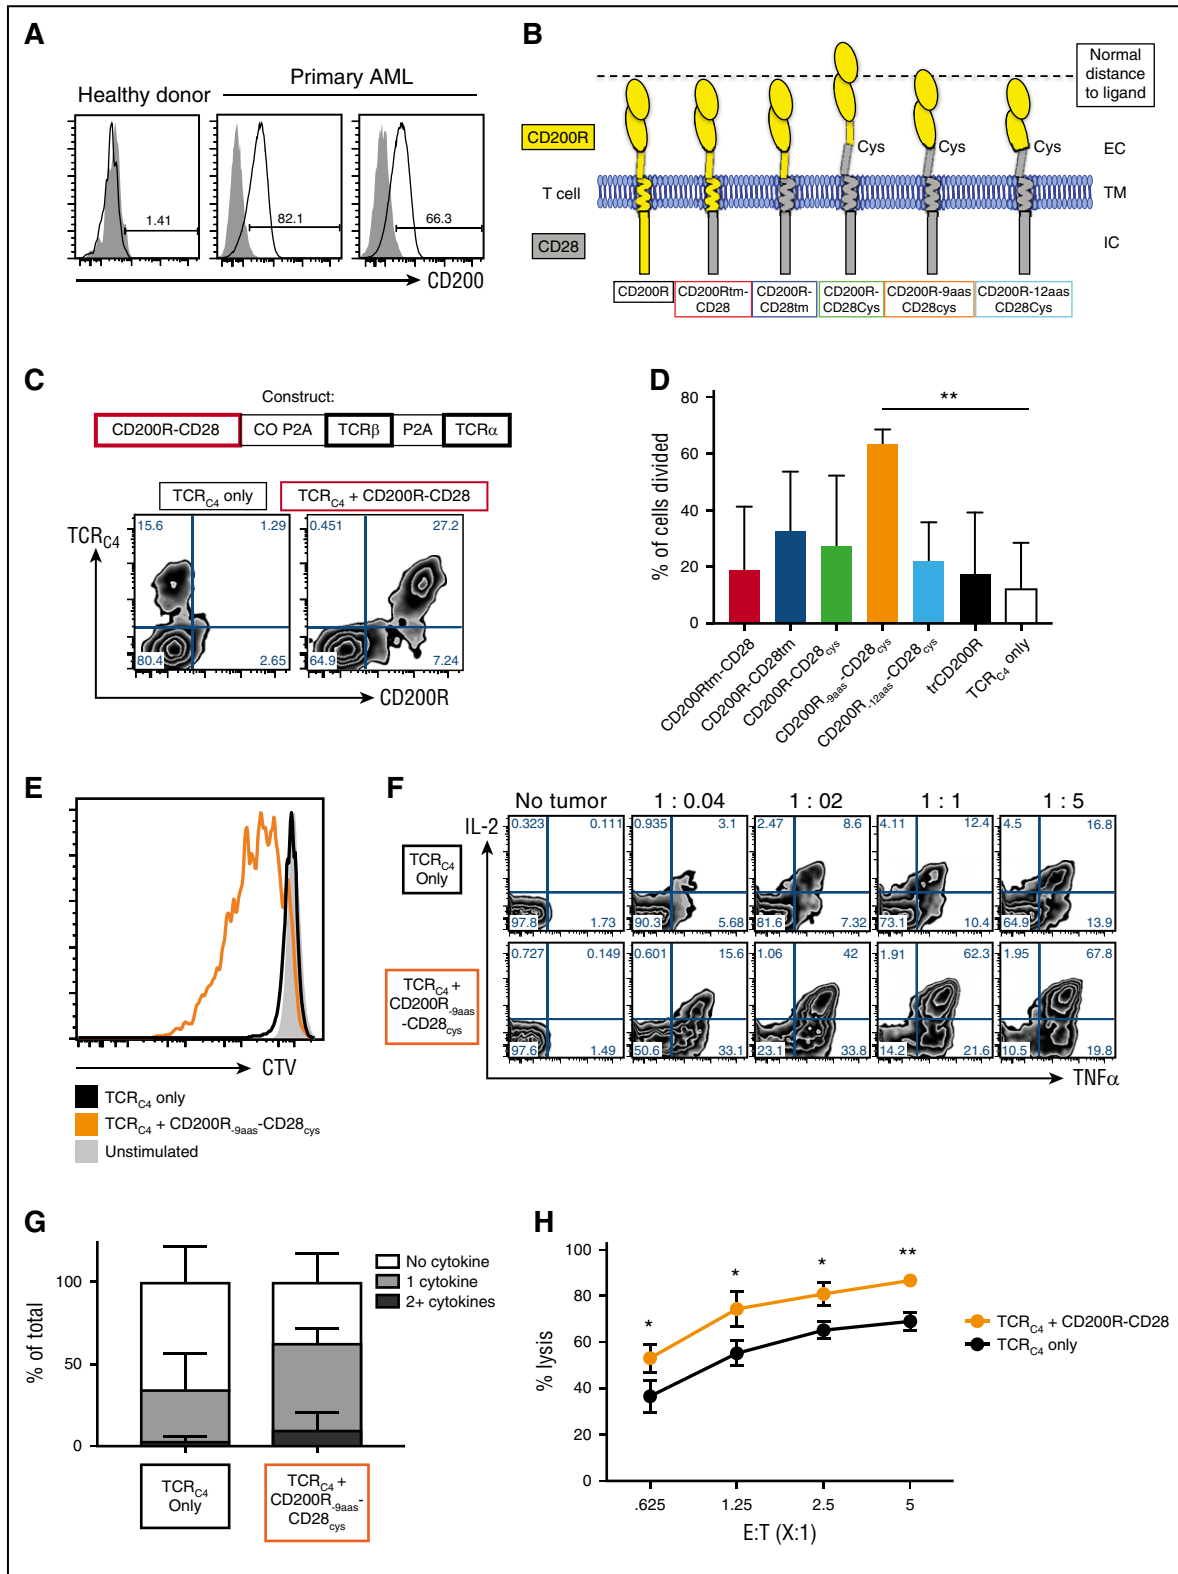 A
Healthy donor
Primary AML
1.41
82.1
66.3
CD200
B
Normal
distance
to ligand
CD200R
Cys
Cys
Cys
EC
T cell
TM
CD28
IC
CD200R
CD200Rtm-
CD28
CD200R-
CD28tm
CD200R-
CD28Cys
CD200R-9aas
CD28cys
CD200R-12aas
CD28Cys
C
Construct:
CD200R-CD28
CO P2A
TCRβ
P2A
TCRα
TCRC4 only
TCRC4 + CD200R-CD28
TCRC4
15.6
1.29
80.4
2.65
0.451
27.2
64.9
7.24
CD200R
D
% of cells divided
80
60
40
20
0
**
CD200Rtm-CD28
CD200R-CD28tm
CD200R-CD28cys
CD200R-9aas-CD28cys
CD200R-12aas-CD28cys
trCD200R
TCRC4 only
E
CTV
TCRC4 only
TCRC4 + CD200R-9aas-CD28cys
Unstimulated
F
No tumor
1 : 0.04
1 : 02
1 : 1
1 : 5
IL-2
TCRC4
Only
0.323
0.111
97.8
1.73
0.935
3.1
90.3
5.68
2.47
8.6
81.6
7.32
4.11
12.4
73.1
10.4
4.5
16.8
64.9
13.9
TCRC4 +
CD200R-9aas
-CD28cys
0.727
0.149
97.6
1.49
0.601
15.6
50.6
33.1
1.06
42
23.1
33.8
1.91
62.3
14.2
21.6
1.95
67.8
10.5
19.8
TNFα
G
% of total
100
50
0
No cytokine
1 cytokine
2+ cytokines
TCRC4
Only
TCRC4 +
CD200R-9aas-
CD28cys
H
% lysis
100
80
60
40
20
0
*
*
*
**
.625
1.25
2.5
5
E:T (X:1)
TCRC4 + CD200R-CD28
TCRC4 only